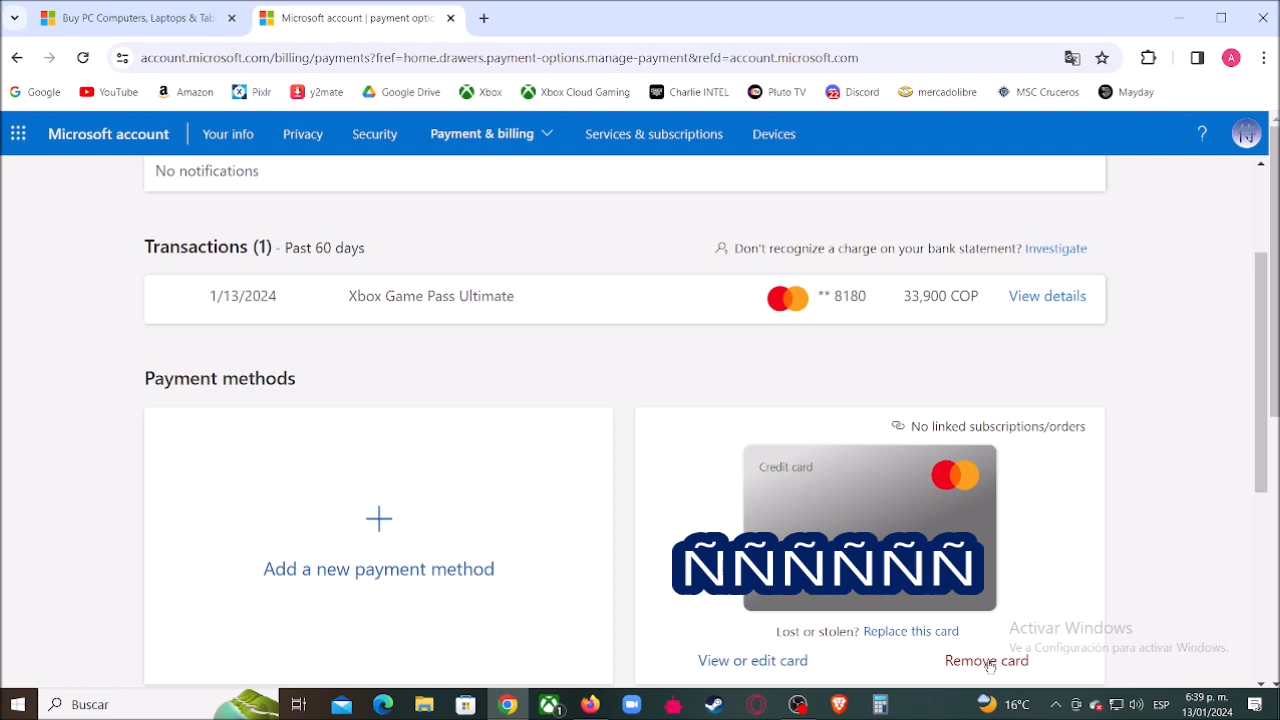 Buy PC Computers, Laptops & Tab
Microsoft account | payment optio
account.microsoft.com/billing/payments?fref=home.drawers.payment-options.manage-payment&refd=account.microsoft.com
A
Google YouTube Amazon Pixlr y2mate Google Drive Xbox Xbox Cloud Gaming Charlie INTEL Pluto TV Discord mercadolibre MSC Cruceros Mayday
Microsoft account Your info Privacy Security Payment & billing Services & subscriptions Devices ?
No notifications
Transactions (1) - Past 60 days
Don't recognize a charge on your bank statement? Investigate
1/13/2024 Xbox Game Pass Ultimate ** 8180 33,900 COP View details
Payment methods
No linked subscriptions/orders
Credit card
ÑÑÑÑÑÑ
Add a new payment method
Lost or stolen? Replace this card
View or edit card Remove card
Activar Windows
Ve a Configuración para activar Windows.
Buscar
16°C
ESP
6:39 p. m.
13/01/2024